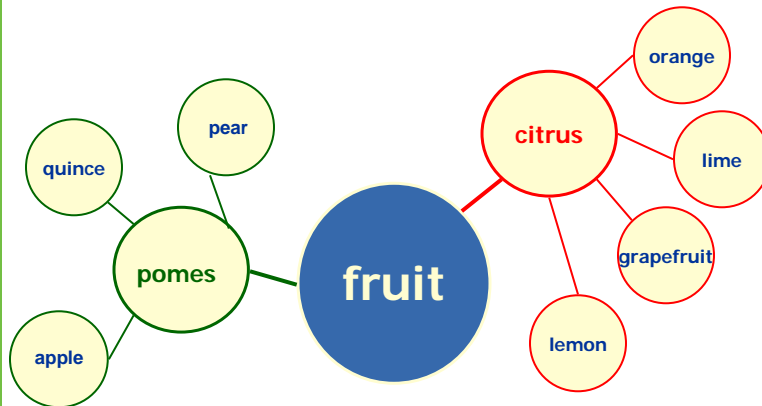 orange
pear
citrus
lime
quince
grapefruit
pomes
fruit
lemon
apple